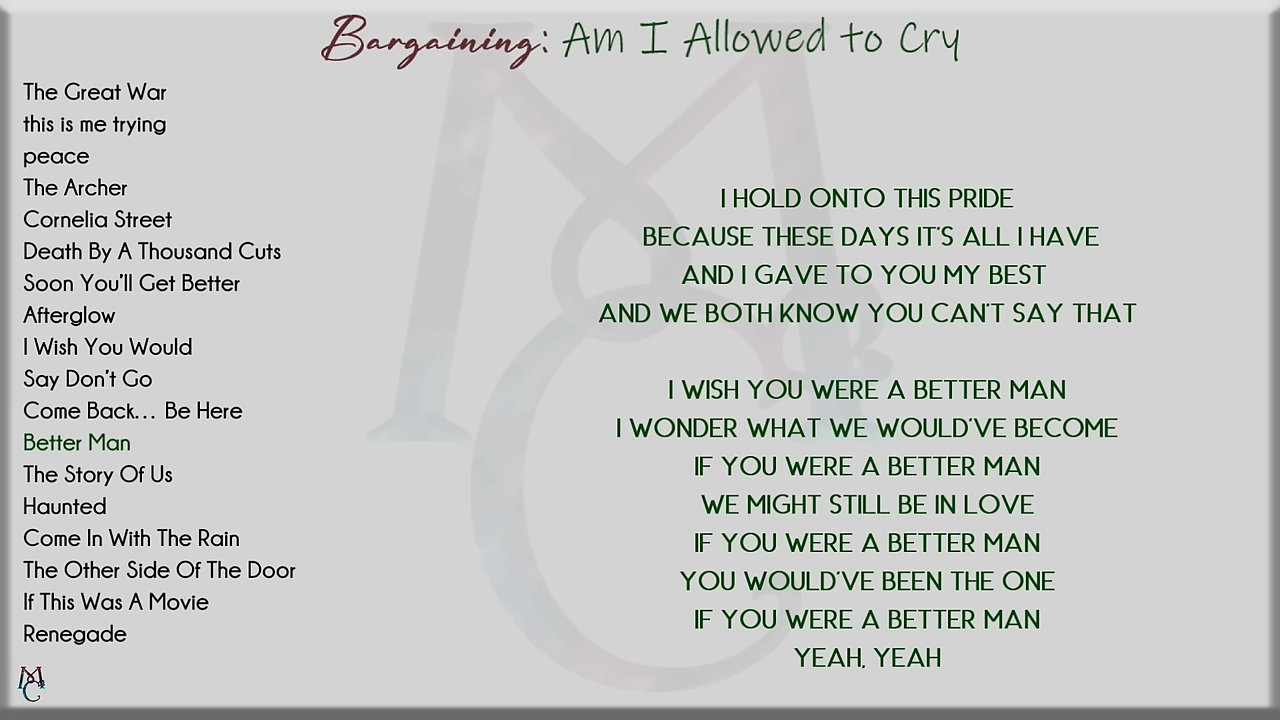 Bargaining: Am I Allowed to Cry
The Great War
this is me trying
peace
The Archer
Cornelia Street
Death By A Thousand Cuts
Soon You'll Get Better
Afterglow
I Wish You Would
Say Don't Go
Come Back... Be Here
Better Man
The Story Of Us
Haunted
Come In With The Rain
The Other Side Of The Door
If This Was A Movie
Renegade
I HOLD ONTO THIS PRIDE
BECAUSE THESE DAYS IT'S ALL I HAVE
AND I GAVE TO YOU MY BEST
AND WE BOTH KNOW YOU CAN'T SAY THAT
I WISH YOU WERE A BETTER MAN
I WONDER WHAT WE WOULD'VE BECOME
IF YOU WERE A BETTER MAN
WE MIGHT STILL BE IN LOVE
IF YOU WERE A BETTER MAN
YOU WOULD'VE BEEN THE ONE
IF YOU WERE A BETTER MAN
YEAH, YEAH